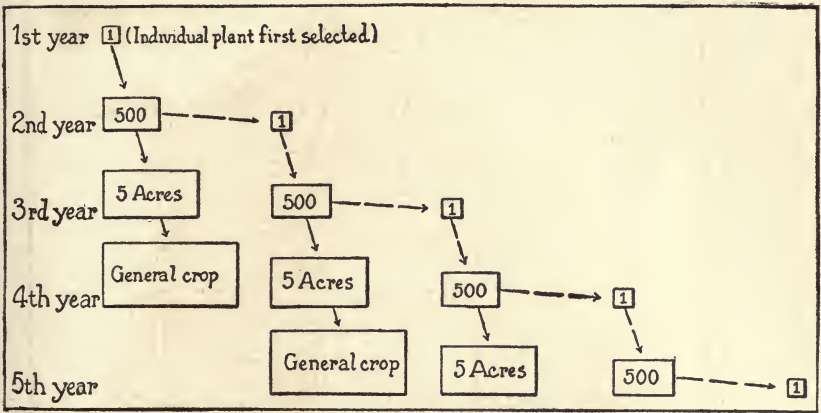 1st year 1 (Individual plant first selected)
2nd year 500 1
3rd year 5 Acres 500 1
4th year General crop 5 Acres 500 1
5th year General crop 5 Acres 500 1